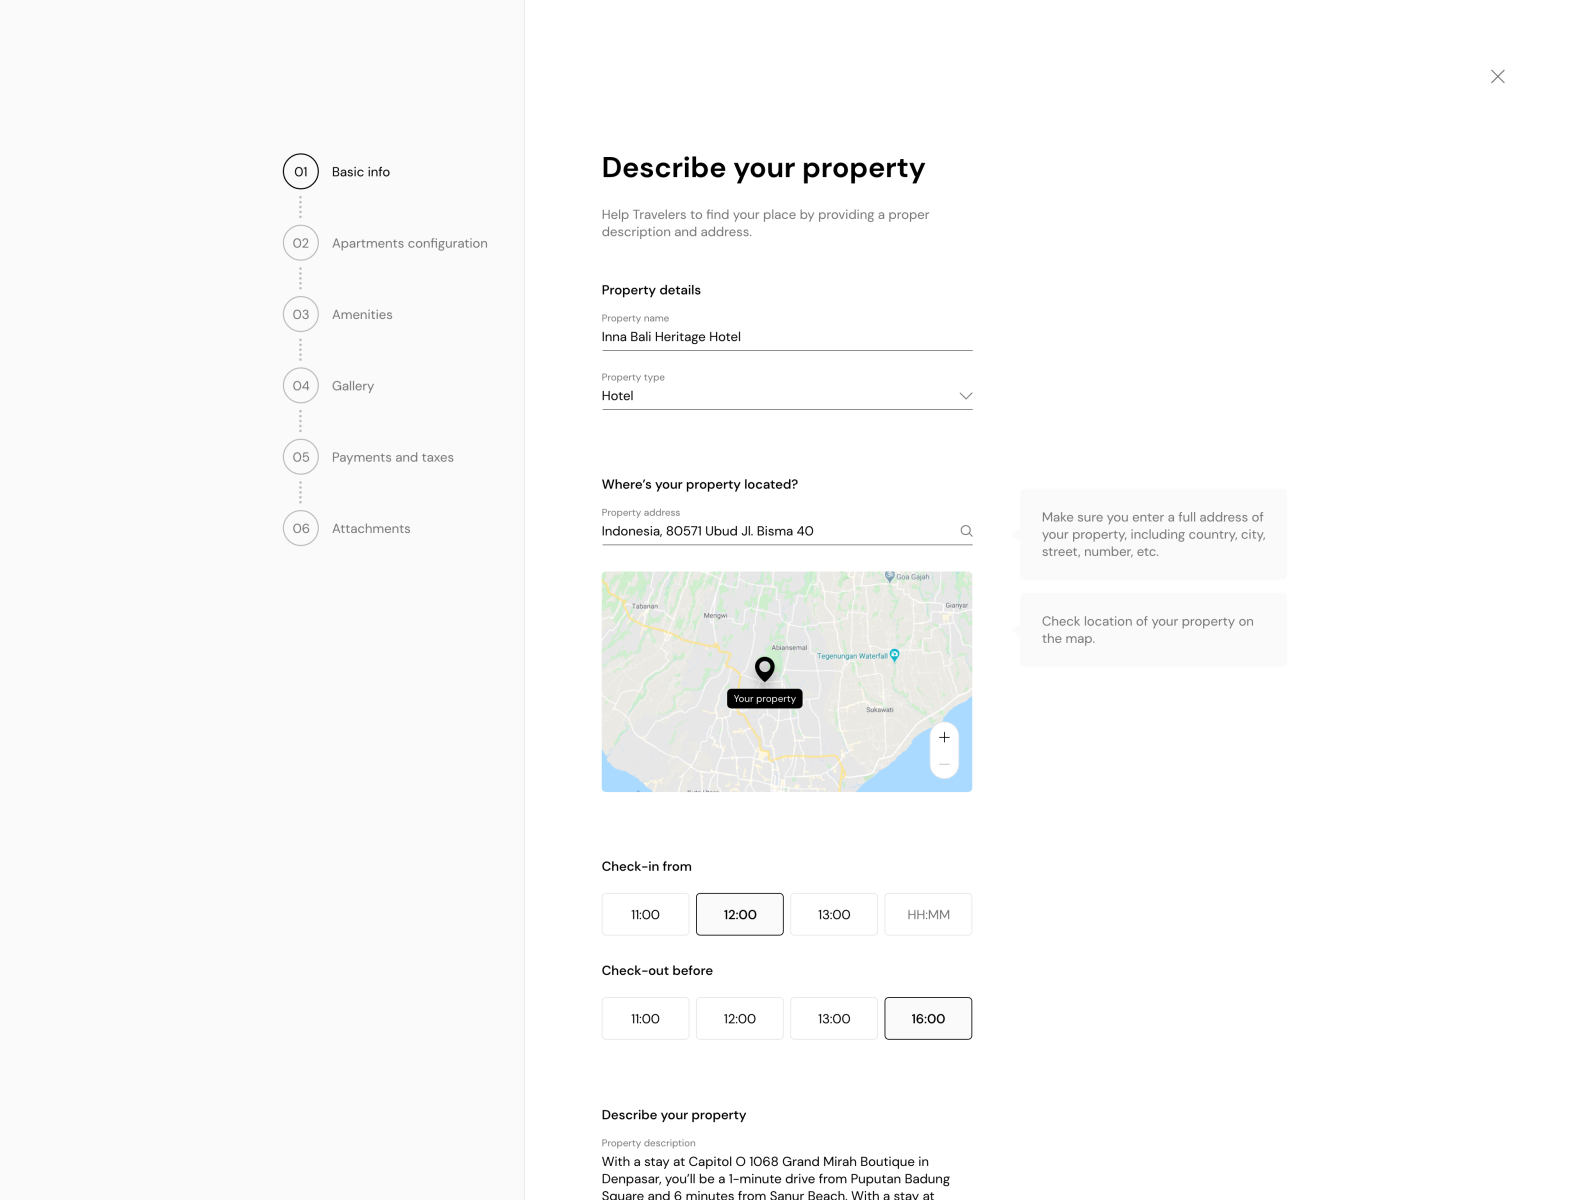 01 Basic info
02 Apartments configuration
03 Amenities
04 Gallery
05 Payments and taxes
06 Attachments
Describe your property
Help Travelers to find your place by providing a proper
description and address.
Property details
Property name
Inna Bali Heritage Hotel
Property type
Hotel
Where’s your property located?
Property address
Indonesia, 80571 Ubud Jl. Bisma 40
Make sure you enter a full address of
your property, including country, city,
street, number, etc.
Check location of your property on
the map.
Goa Gajah
Tabanan
Gianyar
Mengwi
Abiansemal
Tegenungan Waterfall
Your property
Sukawati
Check-in from
11:00 12:00 13:00 HH:MM
Check-out before
11:00 12:00 13:00 16:00
Describe your property
Property description
With a stay at Capitol O 1068 Grand Mirah Boutique in
Denpasar, you’ll be a 1-minute drive from Puputan Badung
Square and 6 minutes from Sanur Beach. With a stay at